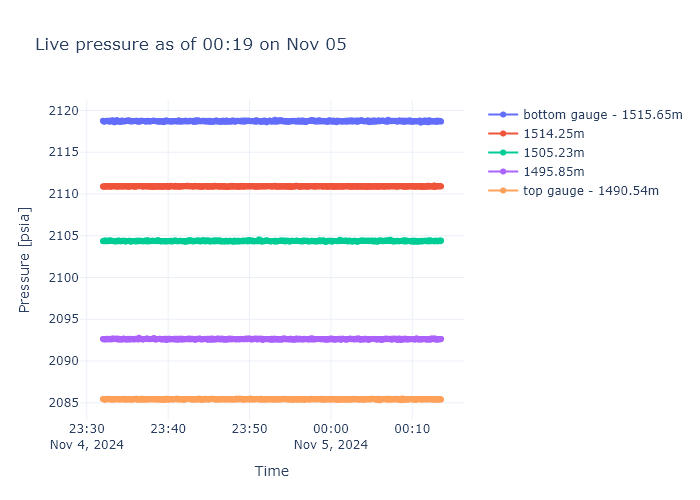 Live pressure as of 00:19 on Nov 05
bottom gauge - 1515.65m
1514.25m
1505.23m
1495.85m
top gauge - 1490.54m
Pressure [psia]
2120
2115
2110
2105
2100
2095
2090
2085
23:30
Nov 4, 2024
23:40
23:50
00:00
Nov 5, 2024
00:10
Time